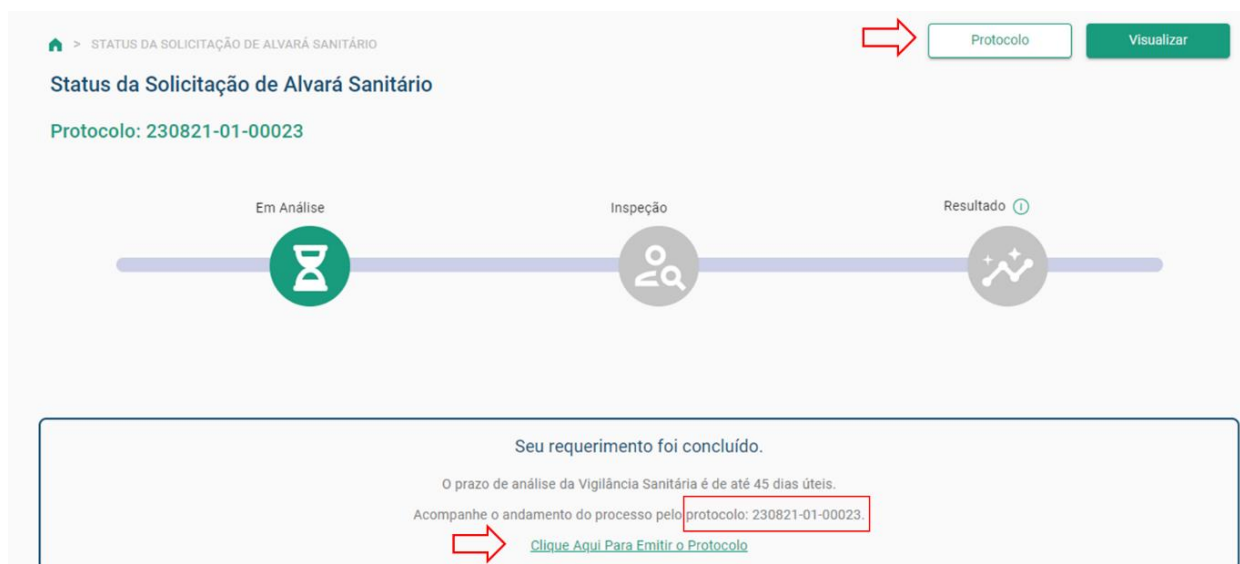 > STATUS DA SOLICITAÇÃO DE ALVARÁ SANITÁRIO
Protocolo
Visualizar
Status da Solicitação de Alvará Sanitário
Protocolo: 230821-01-00023
Em Análise
Inspeção
Resultado
Seu requerimento foi concluído.
O prazo de análise da Vigilância Sanitária é de até 45 dias úteis.
Acompanhe o andamento do processo pelo protocolo: 230821-01-00023.
Clique Aqui Para Emitir o Protocolo